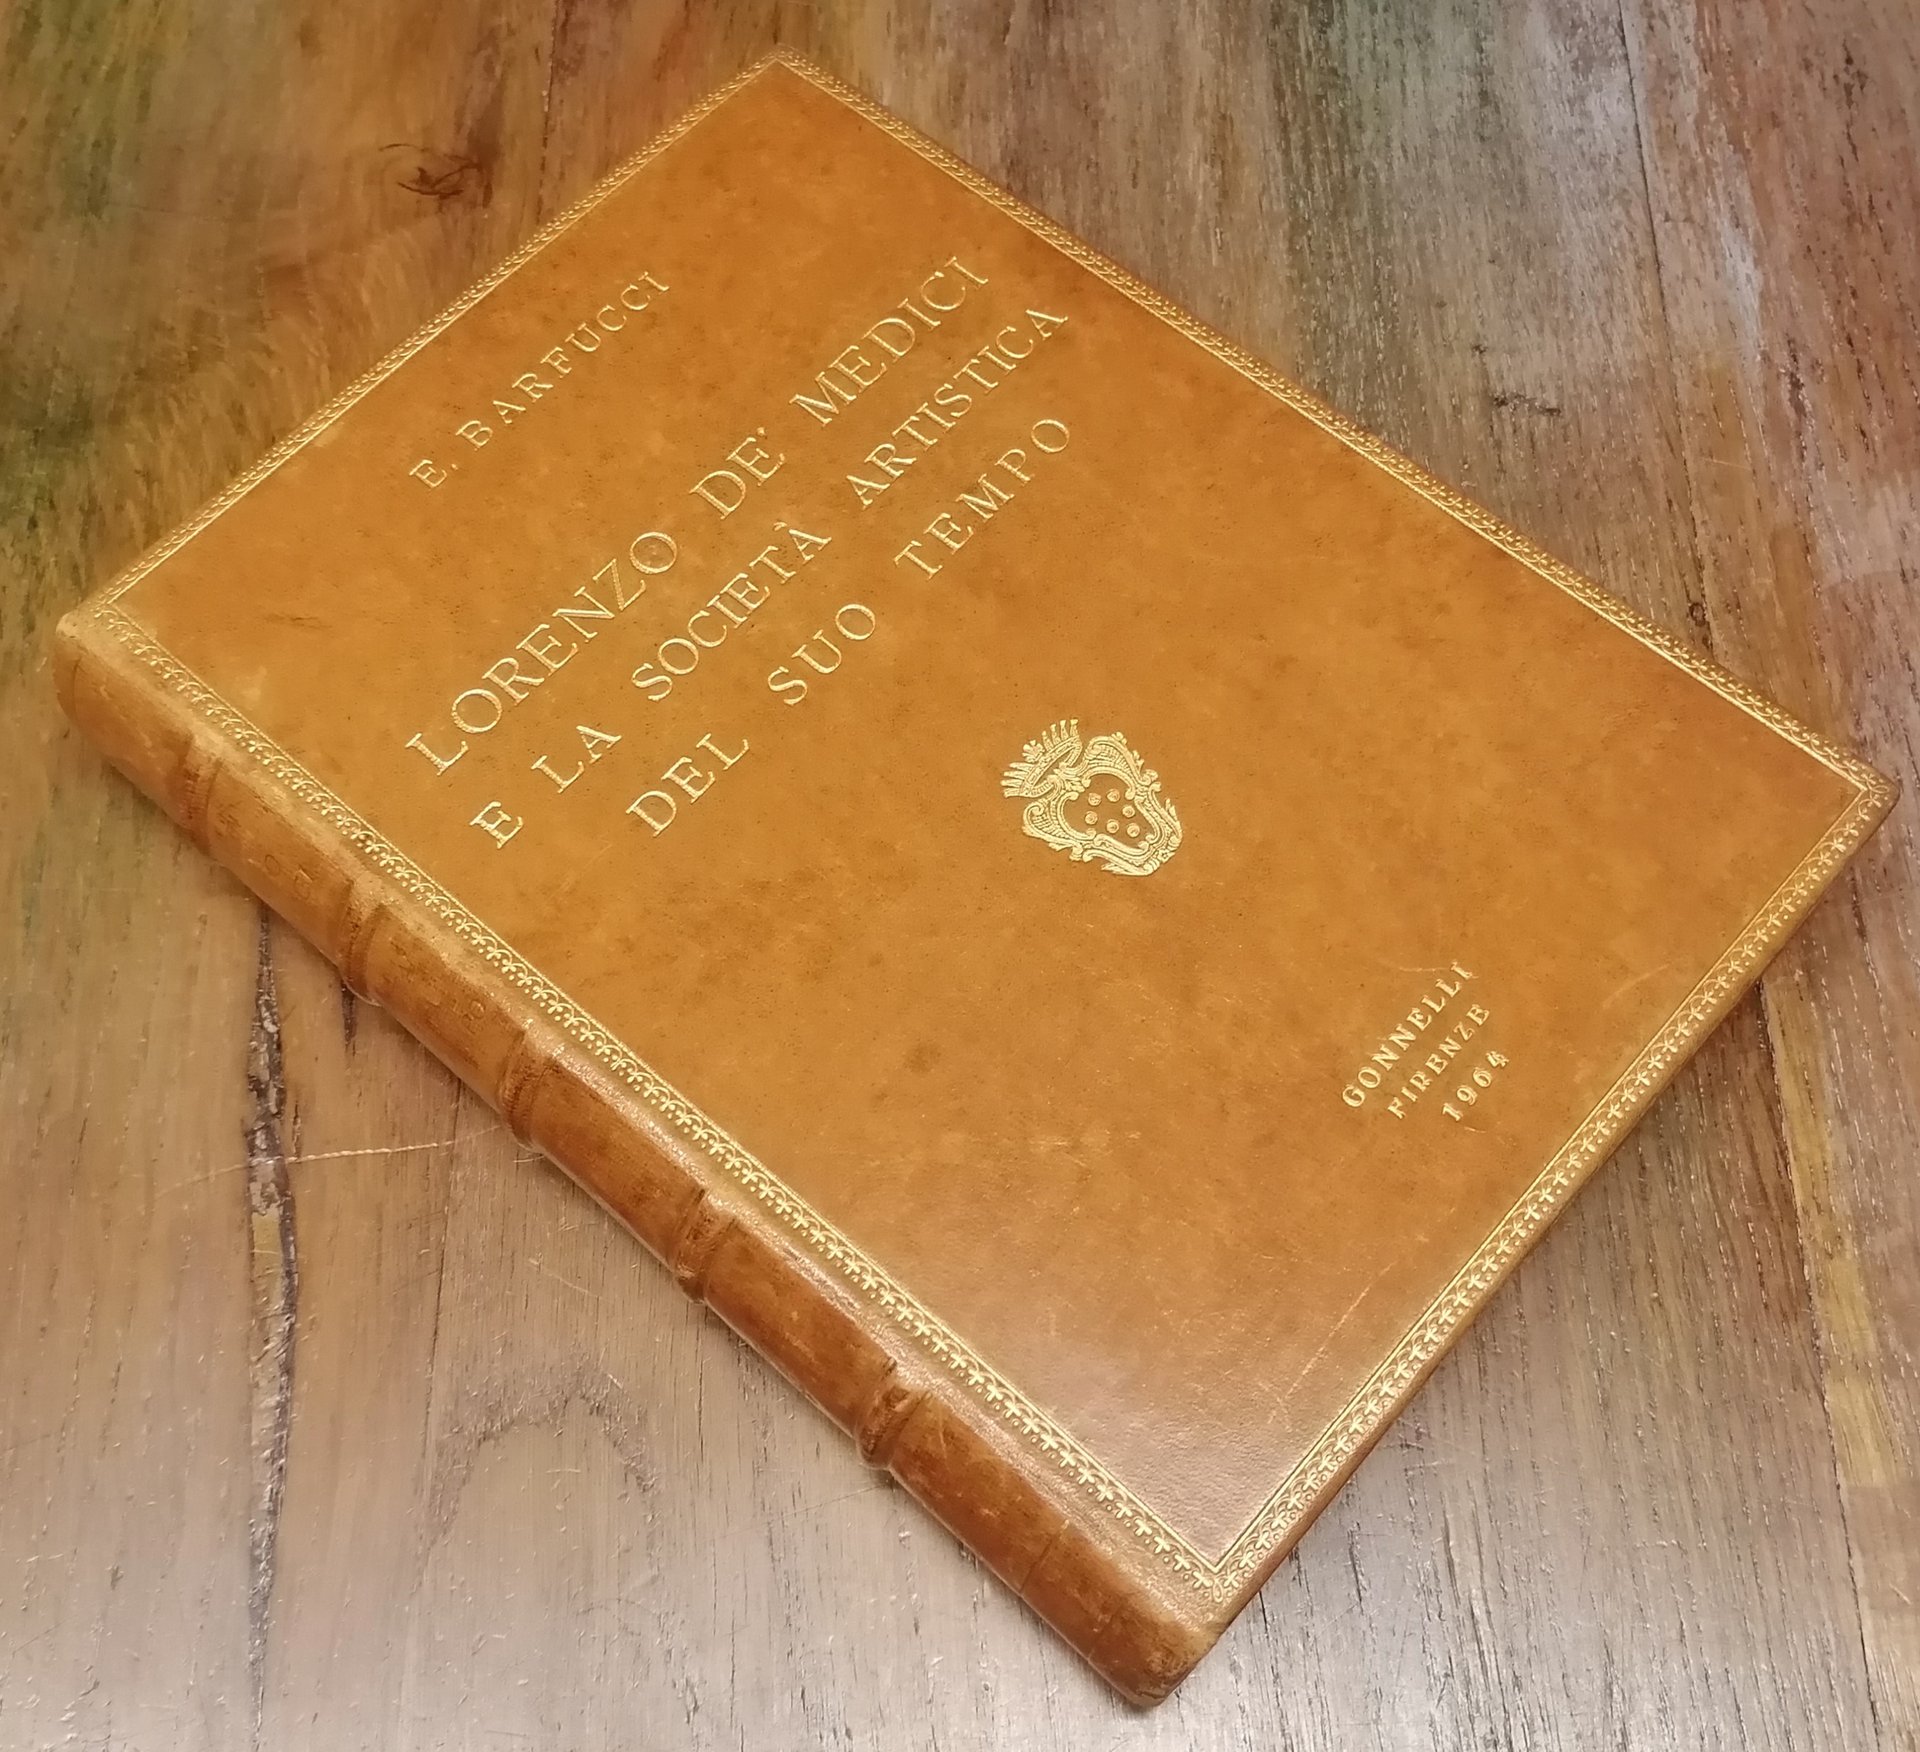 E. BARFUCCI
LORENZO DE' MEDICI
E LA SOCIETÀ ARTISTICA
DEL SUO TEMPO
GONNELLI
FIRENZE
1964